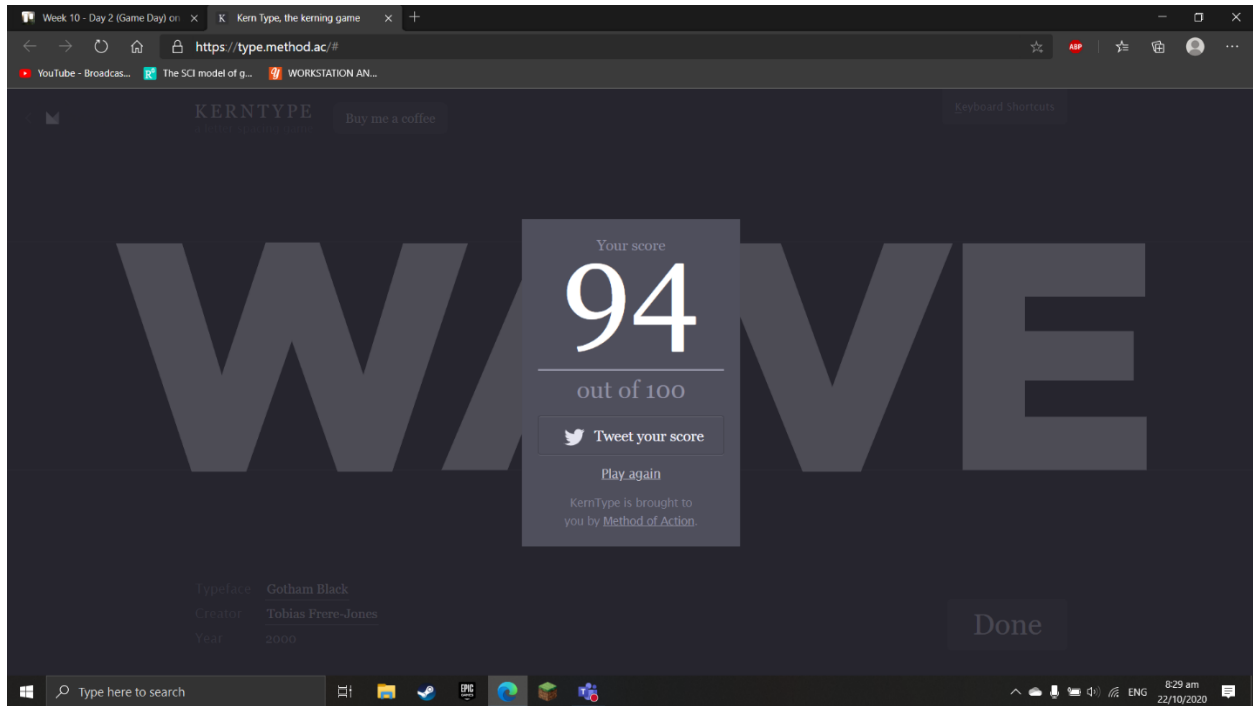 Week 10 - Day 2 (Game Day) on
K Kern Type, the kerning game
https://type.method.ac/#
ABP
YouTube - Broadcas...
The SCI model of g...
WORKSTATION AN...
KERNTYPE
Buy me a coffee
Keyboard Shortcuts
WAVE
Your score
94
out of 100
Tweet your score
Play again
KernType is brought to
you by Method of Action.
Typeface Gotham Black
Creator Tobias Frere-Jones
Year 2000
Done
Type here to search
EPIC
GAMES
ENG
8:29 am
22/10/2020